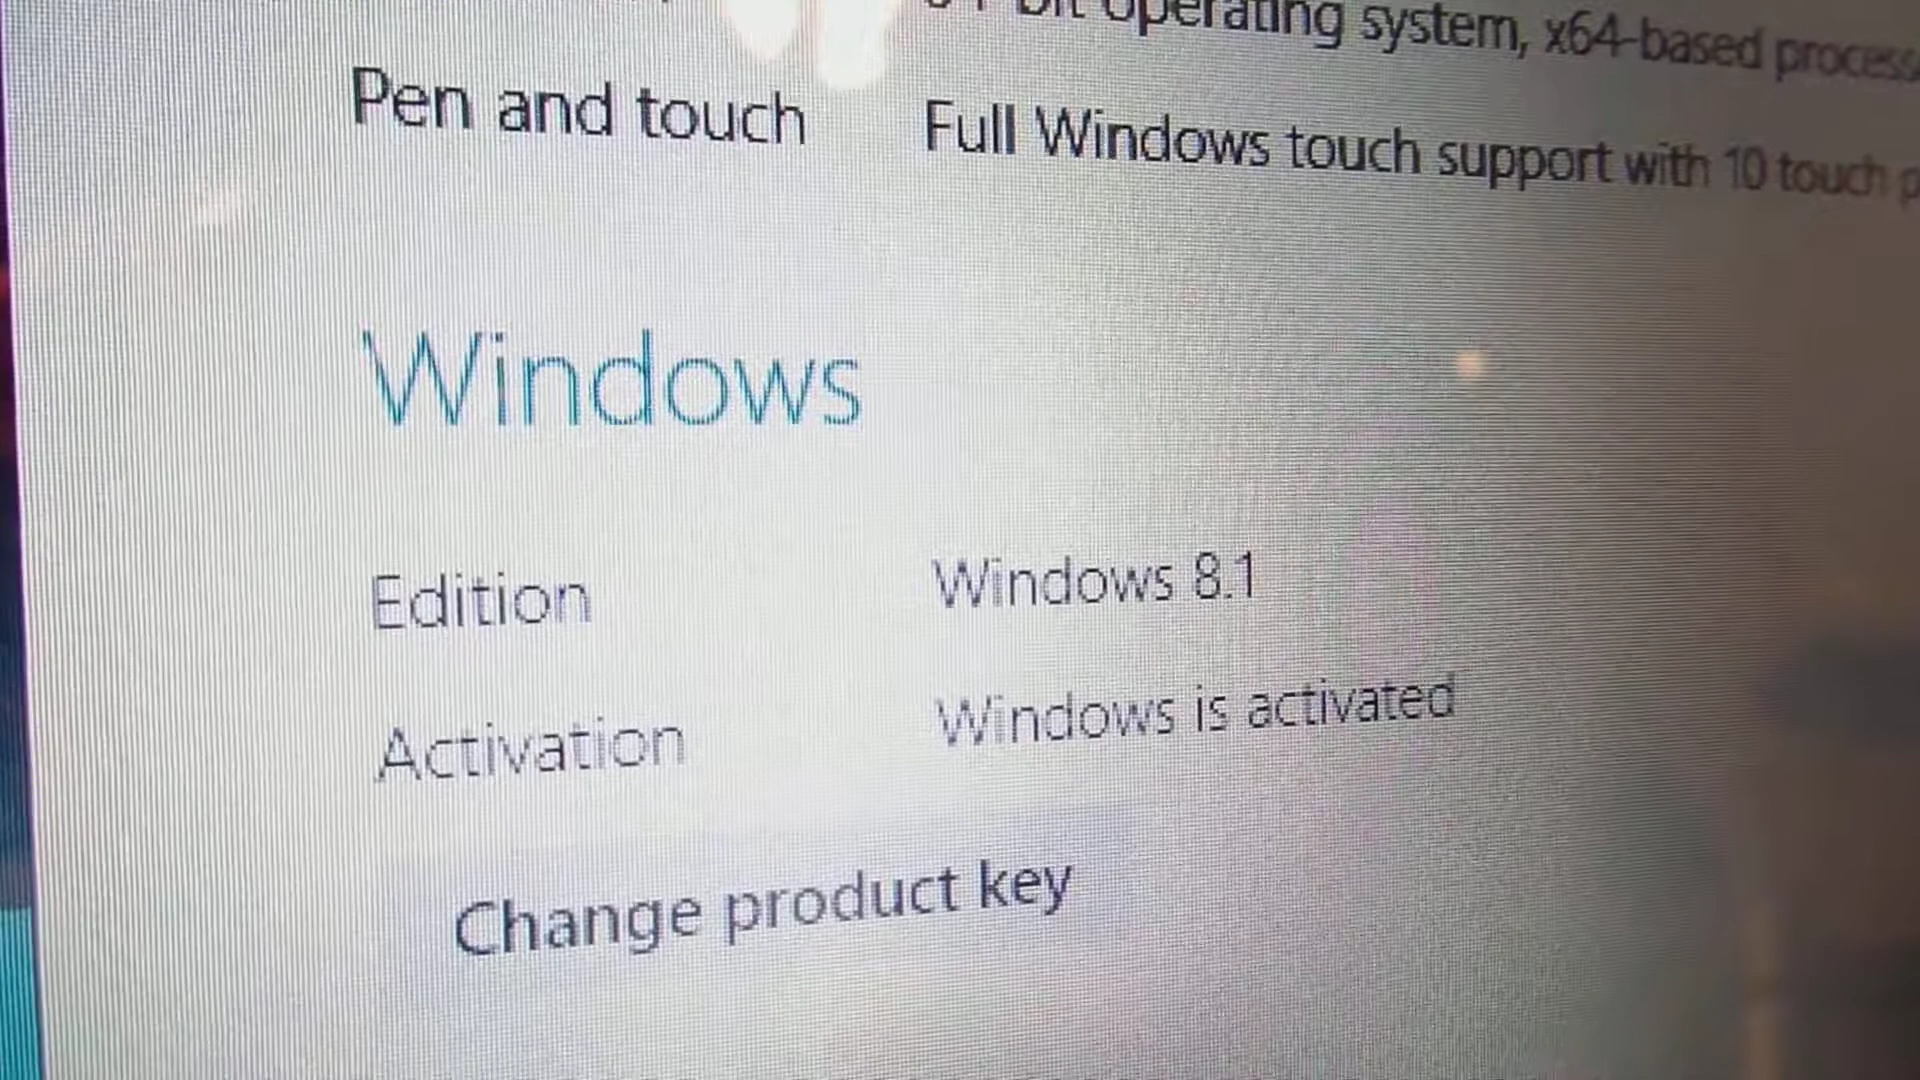 bit operating system, x64-based
Pen and touch Full Windows touch support with 10 touch
Windows
Edition Windows 8.1
Activation Windows is activated
Change product key